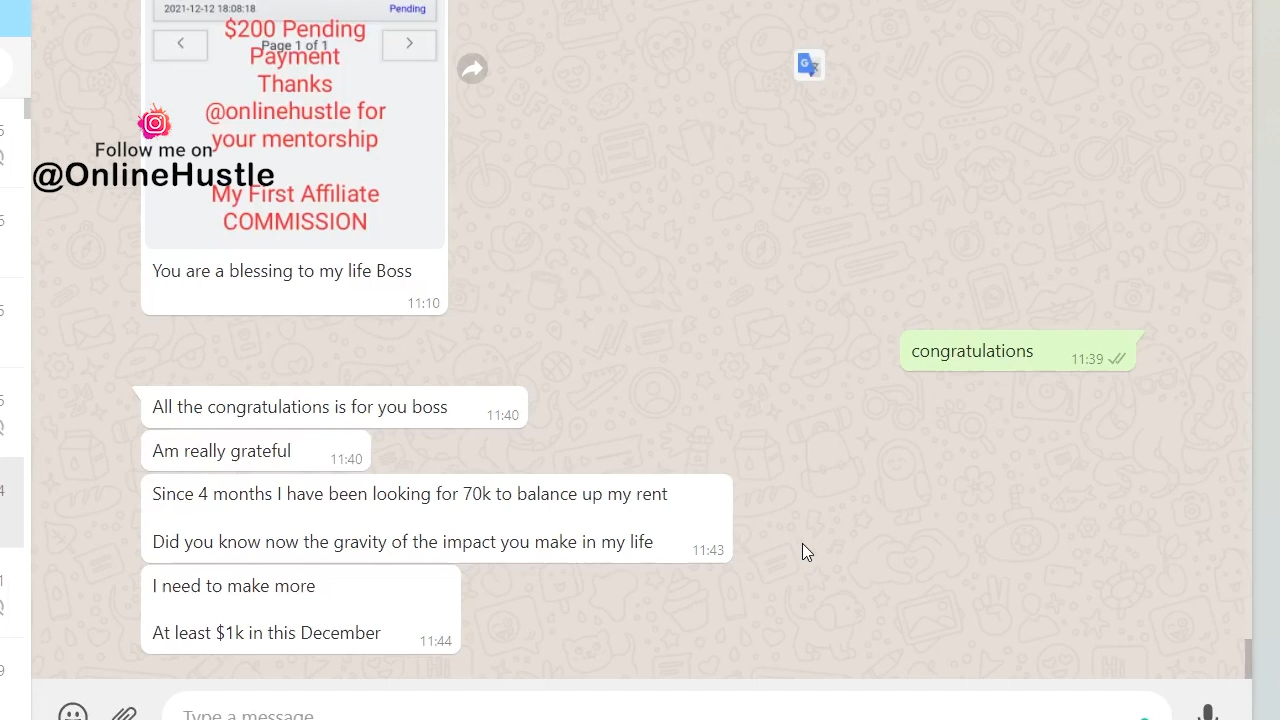 2021-12-12 18:08:18 Pending
Page 1 of 1
$200 Pending
Payment
Thanks
@onlinehustle for
your mentorship
Follow me on
@OnlineHustle
My First Affiliate
COMMISSION
You are a blessing to my life Boss
11:10
congratulations 11:39
All the congratulations is for you boss 11:40
Am really grateful 11:40
Since 4 months I have been looking for 70k to balance up my rent
Did you know now the gravity of the impact you make in my life 11:43
I need to make more
At least $1k in this December 11:44
Type a message